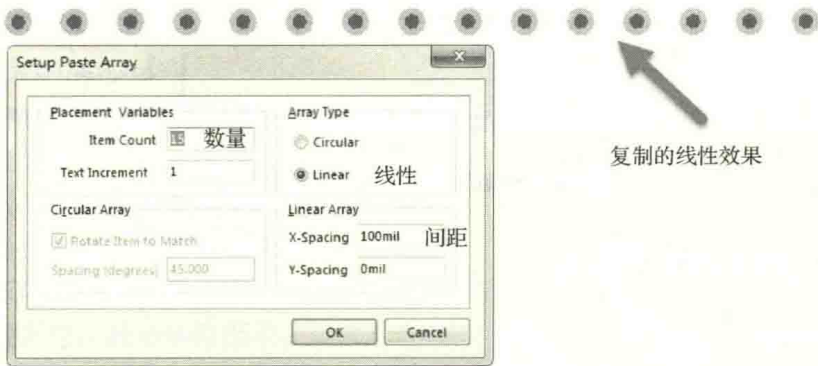 Setup Paste Array
Placement Variables
Item Count 15 数量
Text Increment 1
Array Type
Circular
Linear 线性
Circular Array
Rotate Item to Match
Spacing (degrees) 45.000
Linear Array
X-Spacing 100mil 间距
Y-Spacing 0mil
OK Cancel
复制的线性效果